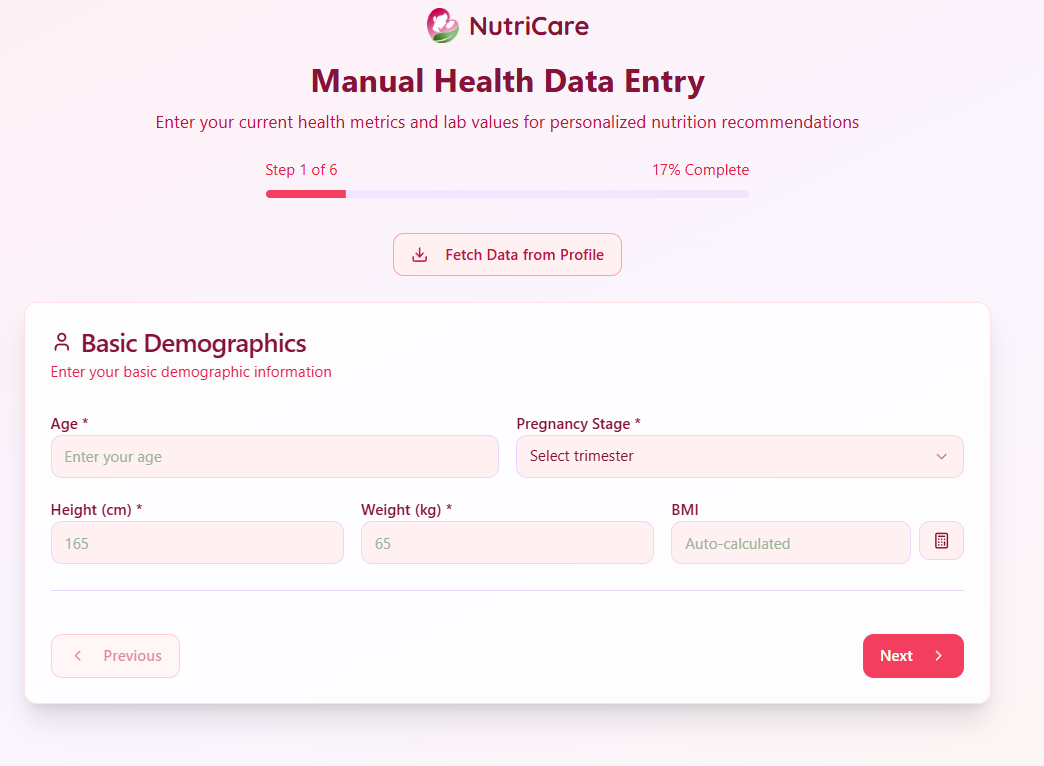 NutriCare
Manual Health Data Entry
Enter your current health metrics and lab values for personalized nutrition recommendations
Step 1 of 6
17% Complete
Fetch Data from Profile
Basic Demographics
Enter your basic demographic information
Age *
Pregnancy Stage *
Enter your age
Select trimester
Height (cm) *
Weight (kg) *
BMI
165
65
Auto-calculated
Previous
Next